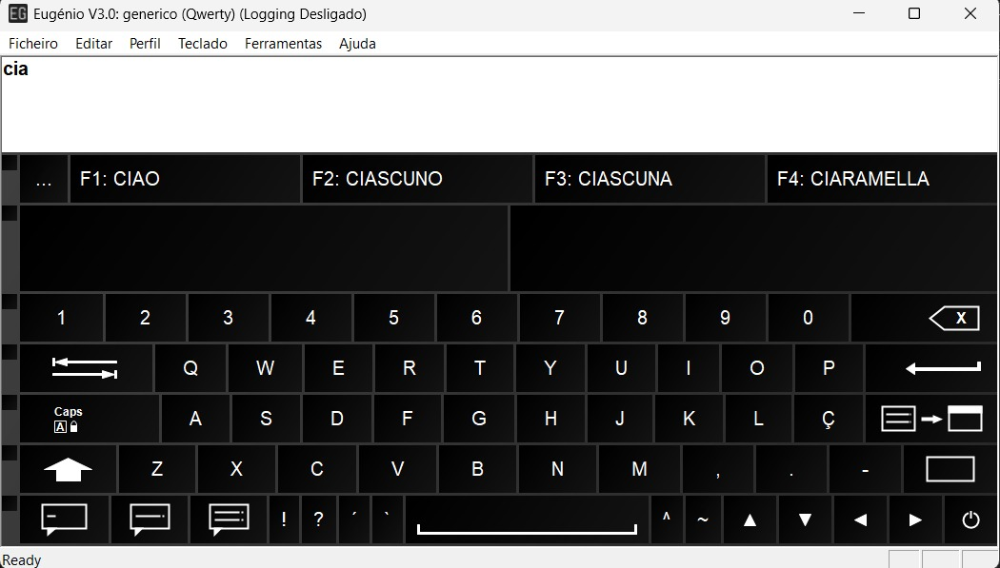 EG Eugénio V3.0: generico (Qwerty) (Logging Desligado)
Ficheiro Editar Perfil Teclado Ferramentas Ajuda
cia
... F1: CIAO F2: CIASCUNO F3: CIASCUNA F4: CIARAMELLA
1 2 3 4 5 6 7 8 9 0 X
Q W E R T Y U I O P
Caps
A A S D F G H J K L Ç
Z X C V B N M , . -
! ? ´ ` ^ ~
Ready